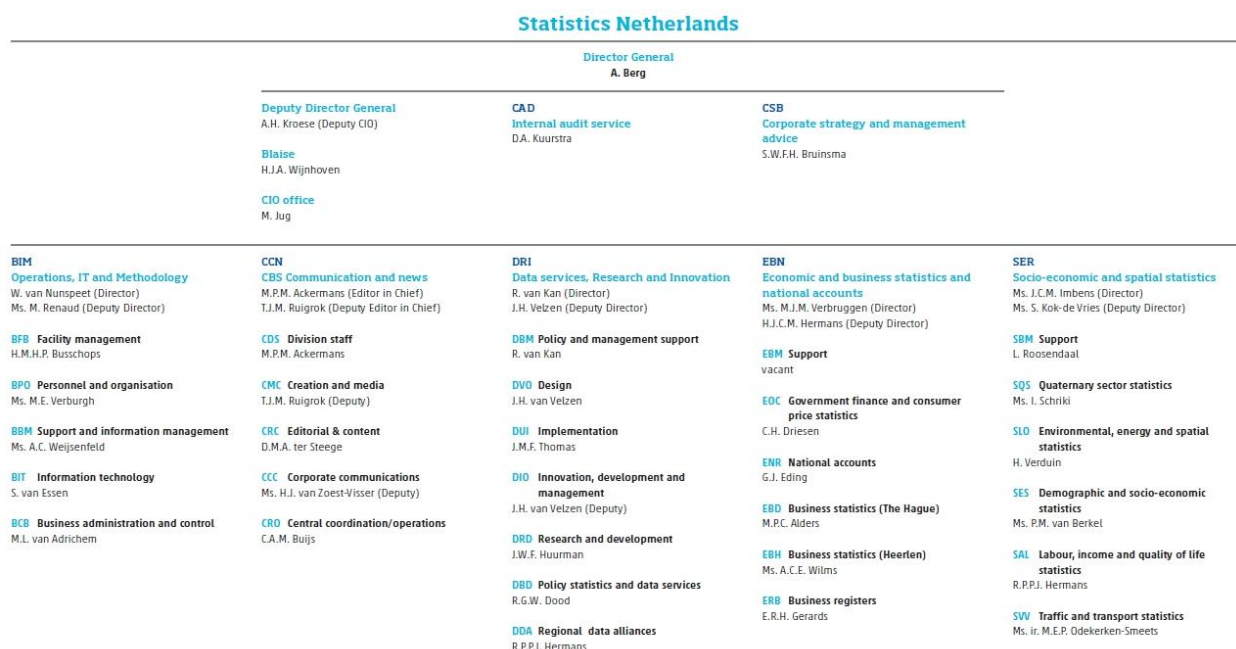 Statistics Netherlands
Director General
A. Berg
Deputy Director General
A.H. Kroese (Deputy CIO)
Blaise
H.J.A. Wijnhoven
CIO office
M. Jug
CAD
Internal audit service
D.A. Kuurstra
CSB
Corporate strategy and management
advice
S.W.F.H. Bruinsma
BIM
Operations, IT and Methodology
W. van Nunspeet (Director)
Ms. M. Renaud (Deputy Director)
BFB Facility management
H.M.H.P. Busschops
BPO Personnel and organisation
Ms. M.E. Verburgh
BBM Support and information management
Ms. A.C. Weijsenfeld
BIT Information technology
S. van Essen
BCB Business administration and control
M.L. van Adrichem
CCN
CBS Communication and news
M.P.M. Ackermans (Editor in Chief)
T.J.M. Ruigrok (Deputy Editor in Chief)
CDS Division staff
M.P.M. Ackermans
CMC Creation and media
T.J.M. Ruigrok (Deputy)
CRC Editorial & content
D.M.A. ter Steege
CCC Corporate communications
Ms. H.J. van Zoest-Visser (Deputy)
CRO Central coordination/operations
C.A.M. Buijs
DRI
Data services, Research and Innovation
R. van Kan (Director)
J.H. Velzen (Deputy Director)
DBM Policy and management support
R. van Kan
DVO Design
J.H. van Velzen
DUI Implementation
J.M.F. Thomas
DIO Innovation, development and
management
J.H. van Velzen (Deputy)
DRD Research and development
J.W.F. Huurman
DBD Policy statistics and data services
R.G.W. Dood
DDA Regional data alliances
R.P.P.J. Hermans
EBN
Economic and business statistics and
national accounts
Ms. M.J.M. Verbruggen (Director)
H.J.C.M. Hermans (Deputy Director)
EBM Support
vacant
EOC Government finance and consumer
price statistics
C.H. Driesen
ENR National accounts
G.J. Eding
EBD Business statistics (The Hague)
M.P.C. Alders
EBH Business statistics (Heerlen)
Ms. A.C.E. Wilms
ERB Business registers
E.R.H. Gerards
SER
Socio-economic and spatial statistics
Ms. J.C.M. Imbens (Director)
Ms. S. Kok-de Vries (Deputy Director)
SBM Support
L. Roosendaal
SQS Quaternary sector statistics
Ms. I. Schriki
SLO Environmental, energy and spatial
statistics
H. Verduin
SES Demographic and socio-economic
statistics
Ms. P.M. van Berkel
SAL Labour, income and quality of life
statistics
R.P.P.J. Hermans
SVV Traffic and transport statistics
Ms. ir. M.E.P. Odekerken-Smeets